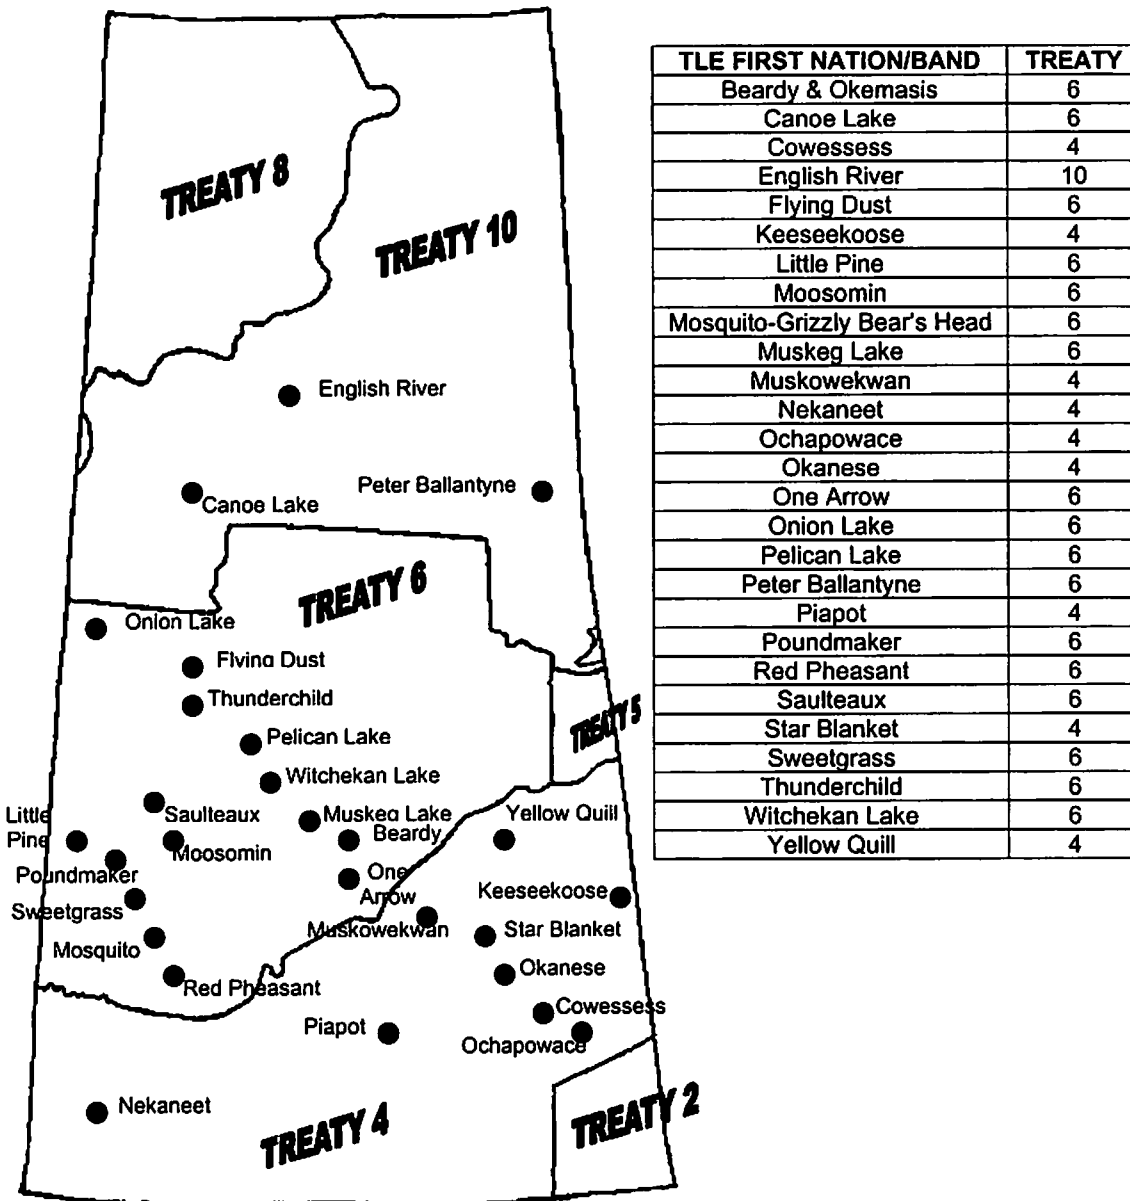 TREATY 8
TREATY 10
English River
Peter Ballantyne
Canoe Lake
TREATY 6
Onion Lake
Flying Dust
Thunderchild
TREATY 5
Pelican Lake
Witchekan Lake
Little
Pine
Saulteaux
Muskeg Lake
Yellow Quill
Beardy
Moosomin
Poundmaker
One
Arrow
Keeseekoose
Sweetgrass
Muskowekwan
Star Blanket
Mosquito
Okanese
Red Pheasant
Cowessess
Piapot
Ochapowace
Nekaneet
TREATY 4
TREATY 2
TLE FIRST NATION/BAND TREATY
Beardy & Okemasis 6
Canoe Lake 6
Cowessess 4
English River 10
Flying Dust 6
Keeseekoose 4
Little Pine 6
Moosomin 6
Mosquito-Grizzly Bear's Head 6
Muskeg Lake 6
Muskowekwan 4
Nekaneet 4
Ochapowace 4
Okanese 4
One Arrow 6
Onion Lake 6
Pelican Lake 6
Peter Ballantyne 6
Piapot 4
Poundmaker 6
Red Pheasant 6
Saulteaux 6
Star Blanket 4
Sweetgrass 6
Thunderchild 6
Witchekan Lake 6
Yellow Quill 4